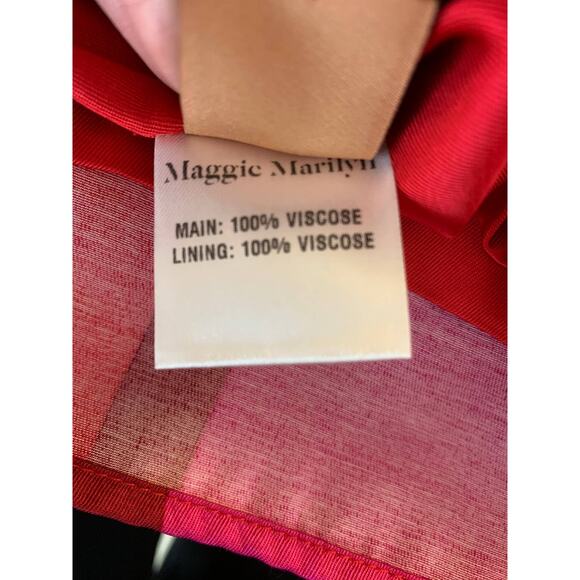 Maggie Marilyn
MAIN: 100% VISCOSE
LINING: 100% VISCOSE